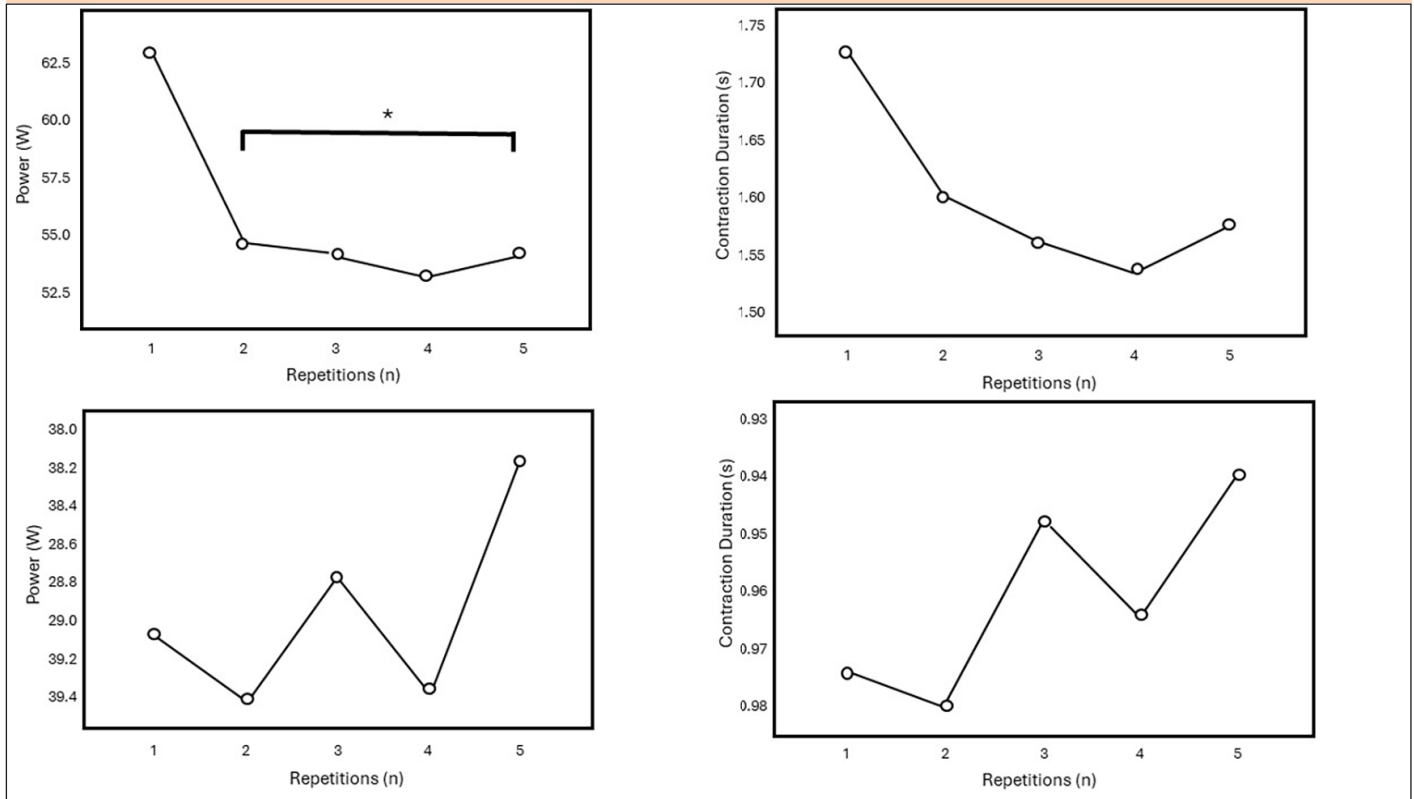 Power (W)
62.5
60.0
57.5
55.0
52.5
*
1 2 3 4 5
Repetitions (n)
Contraction Duration (s)
1.75
1.70
1.65
1.60
1.55
1.50
1 2 3 4 5
Repetitions (n)
Power (W)
38.0
38.2
38.4
28.6
28.8
29.0
39.2
39.4
1 2 3 4 5
Repetitions (n)
Contraction Duration (s)
0.93
0.94
0.95
0.96
0.97
0.98
1 2 3 4 5
Repetitions (n)